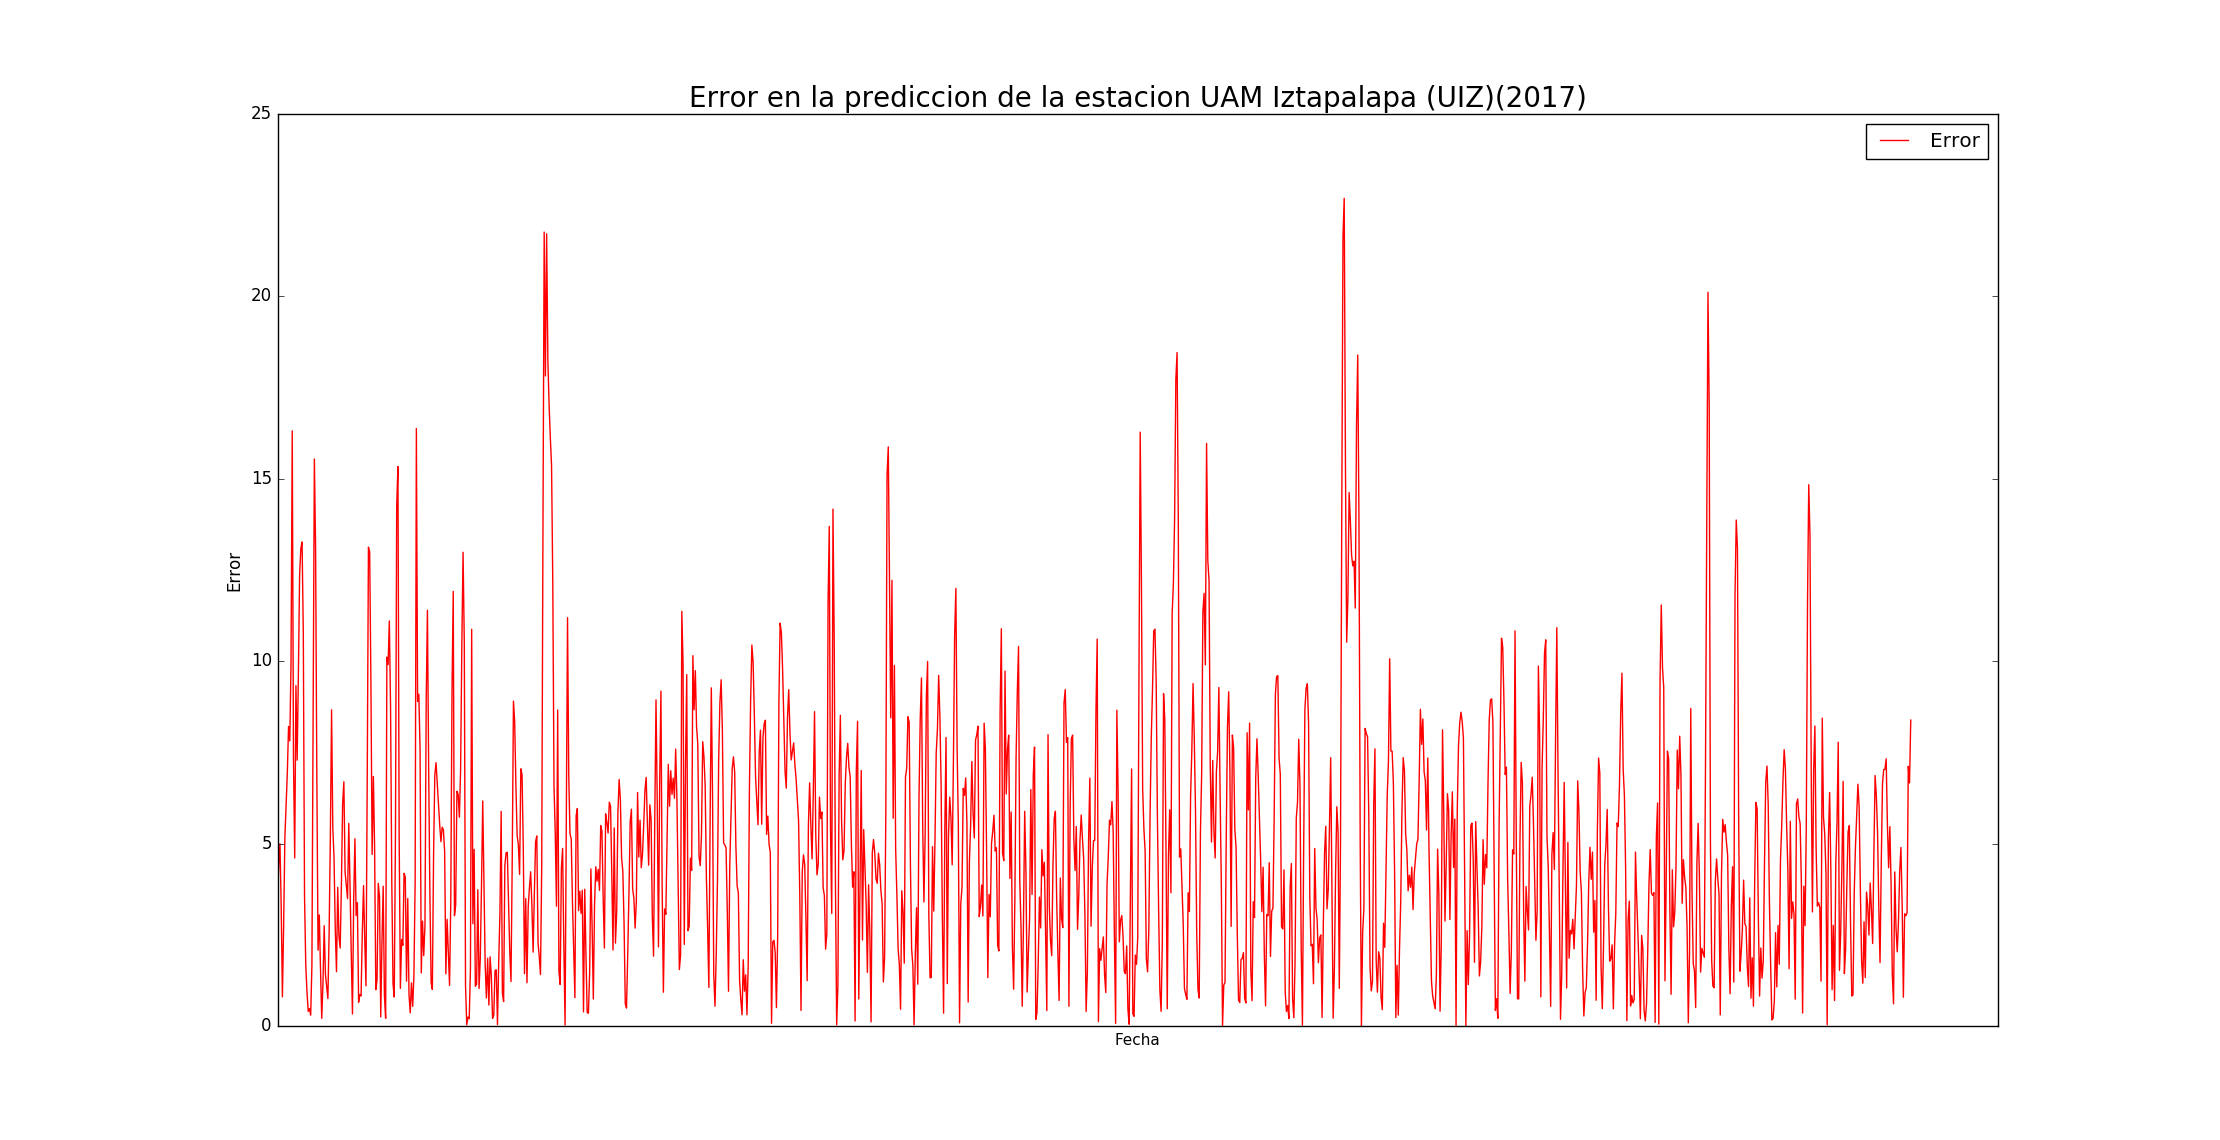 Error en la prediccion de la estacion UAM Iztapalapa (UIZ)(2017)
25
Error
20
15
10
5
0
Error
Fecha